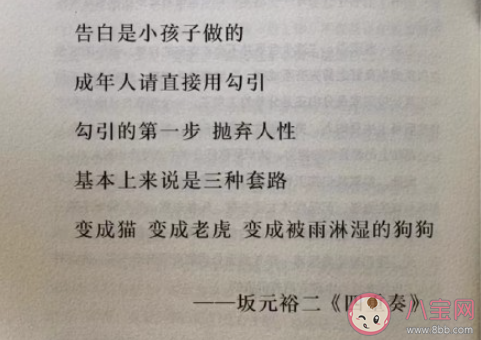 告白是小孩子做的
成年人请直接用勾引
勾引的第一步 抛弃人性
基本上来说是三种套路
变成猫 变成老虎 变成被雨淋湿的狗狗
——坂元裕二《四重奏》
八宝网
www.8bb.com